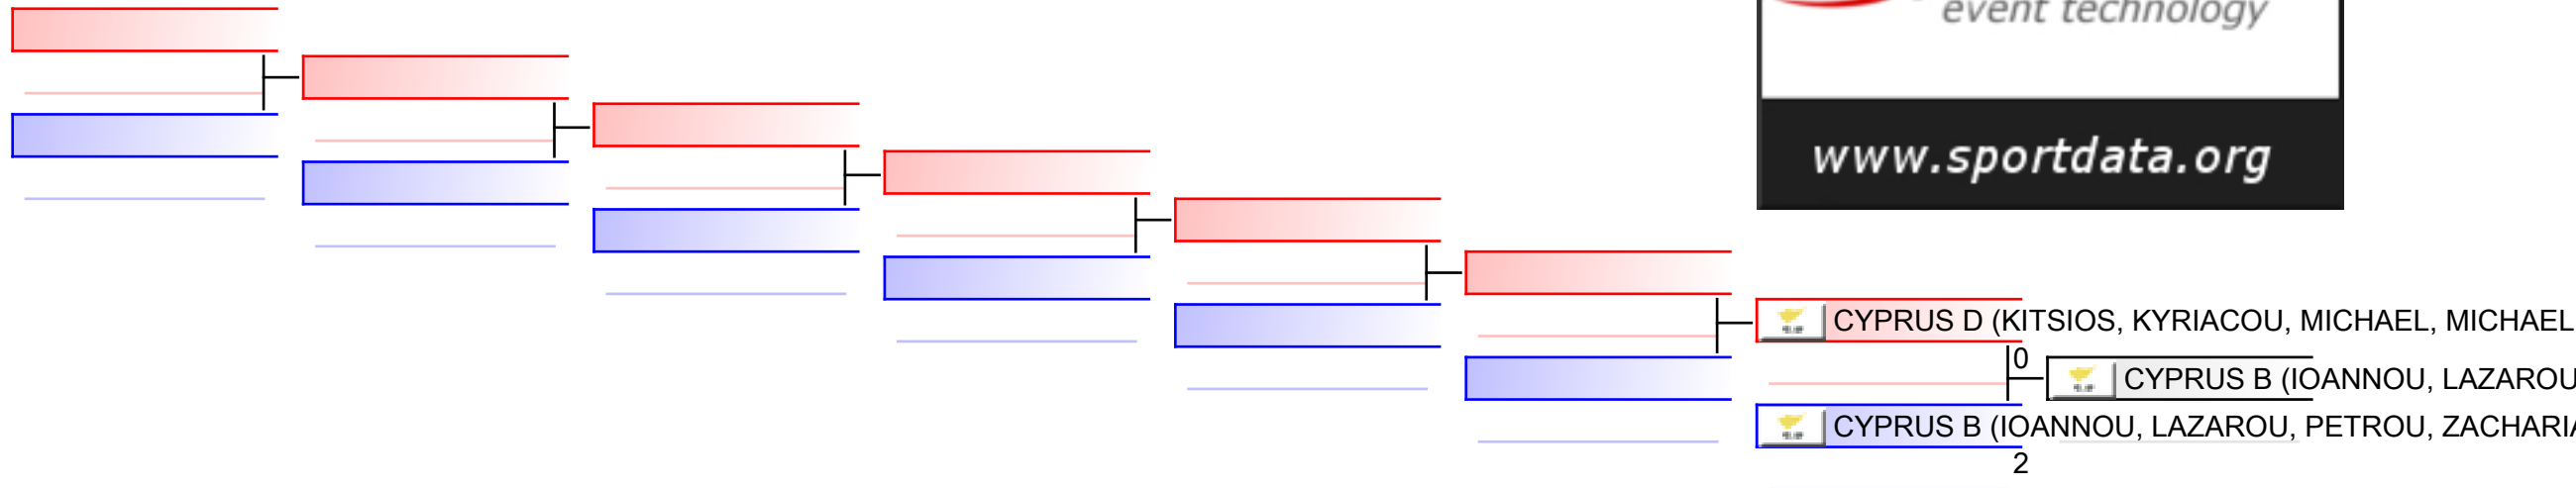 event technology
www.sportdata.org
CYPRUS D (KITSIOS, KYRIACOU, MICHAEL, MICHAEL
0
CYPRUS B (IOANNOU, LAZAROU
CYPRUS B (IOANNOU, LAZAROU, PETROU, ZACHARIA
2